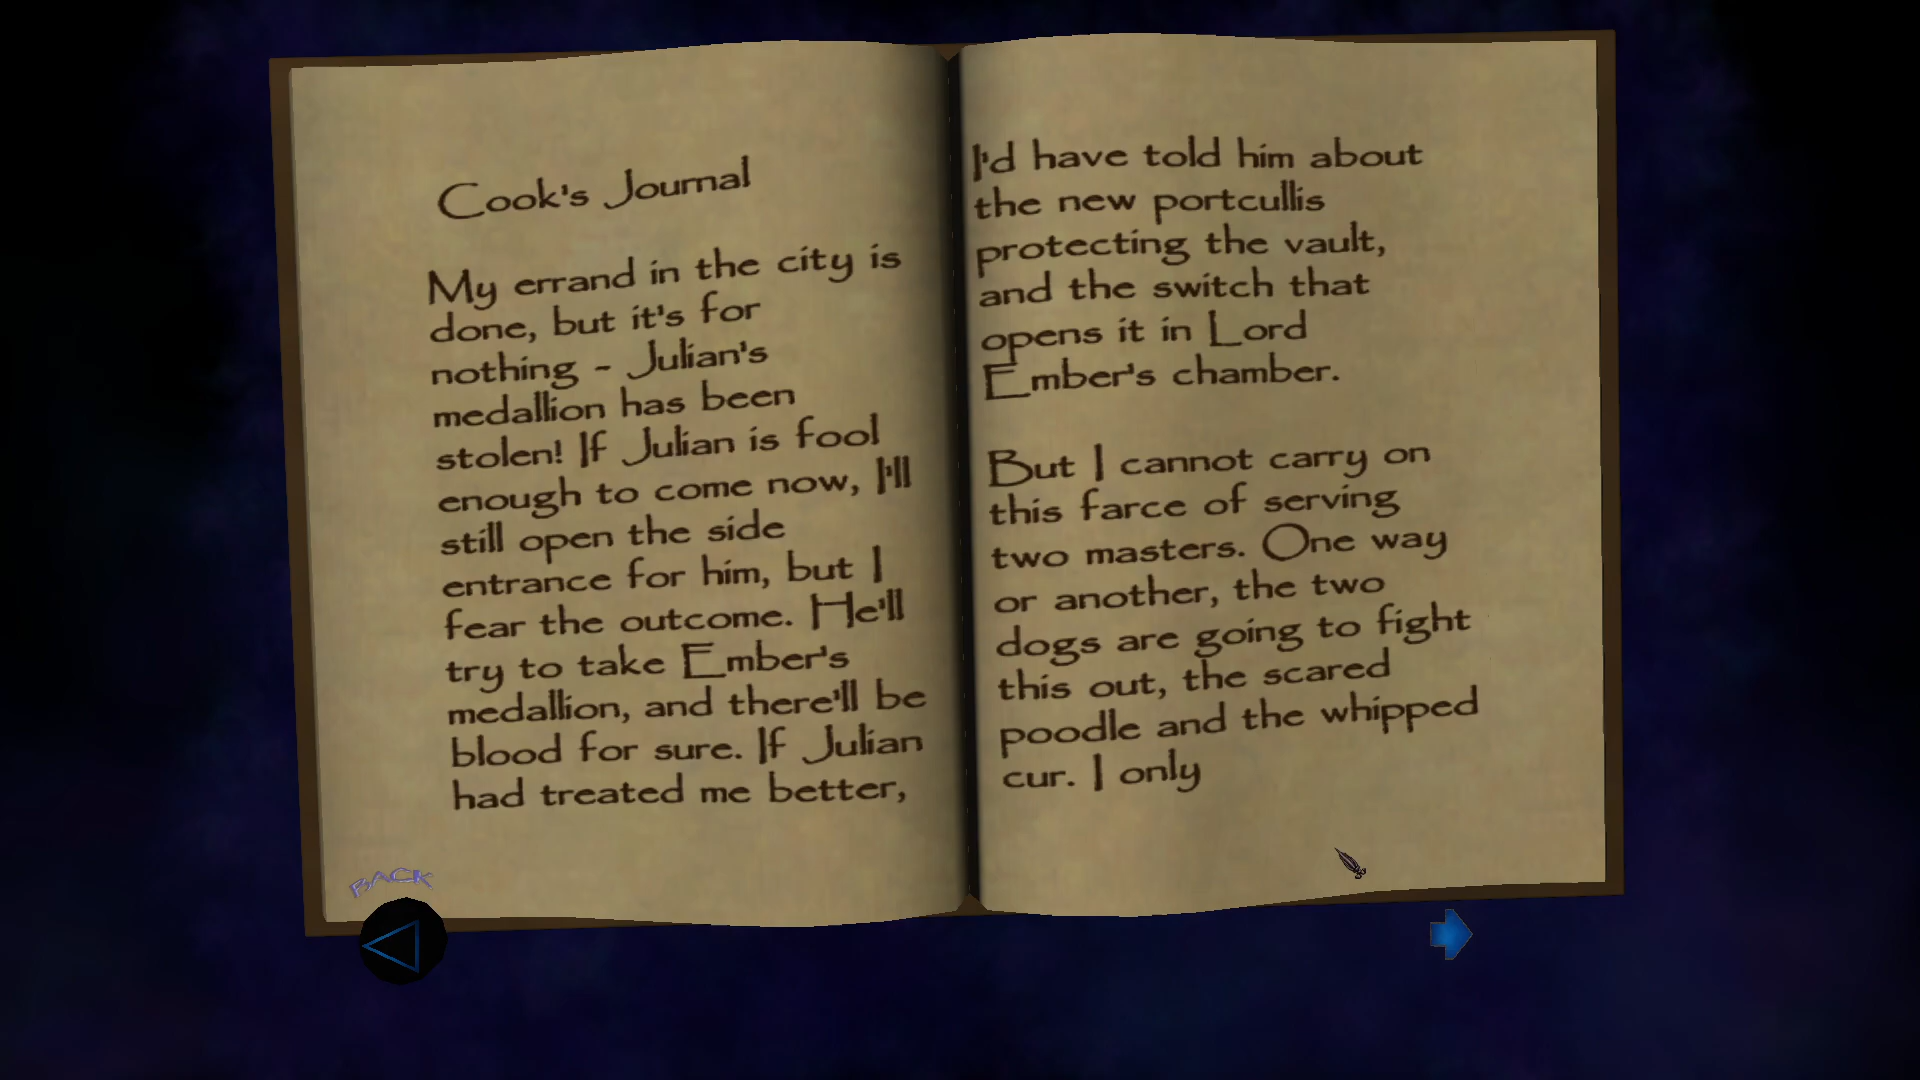 Cook's Journal
My errand in the city is
done, but it's for
nothing - Julian's
medallion has been
stolen! If Julian is fool
enough to come now, I'll
still open the side
entrance for him, but I
fear the outcome. He'll
try to take Ember's
medallion, and there'll be
blood for sure. If Julian
had treated me better,
I'd have told him about
the new portcullis
protecting the vault,
and the switch that
opens it in Lord
Ember's chamber.
But I cannot carry on
this farce of serving
two masters. One way
or another, the two
dogs are going to fight
this out, the scared
poodle and the whipped
cur. I only
BACK